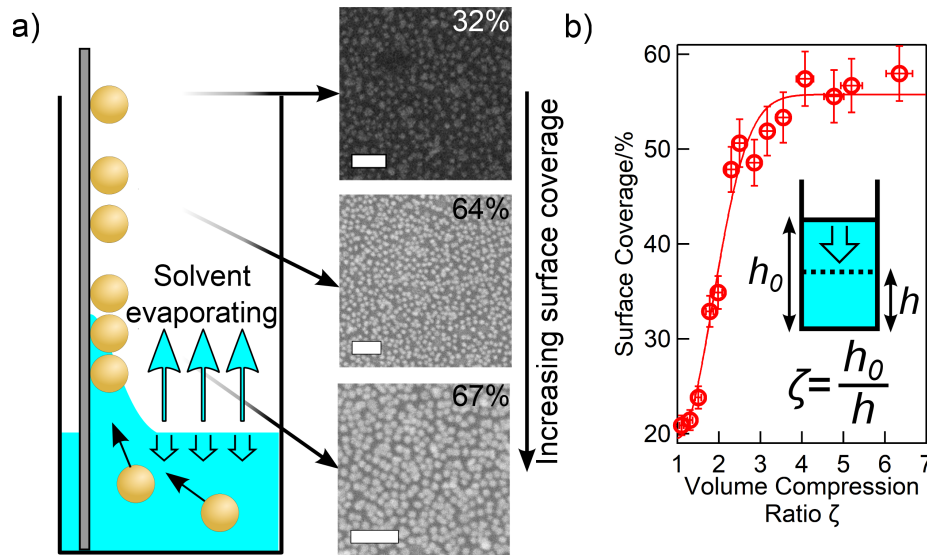 a)
32%
64%
67%
Solvent
evaporating
Increasing surface coverage
b)
Surface Coverage/%
60
50
40
30
20
h₀
h
ζ=h₀/h
1 2 3 4 5 6 7
Volume Compression
Ratio ζ